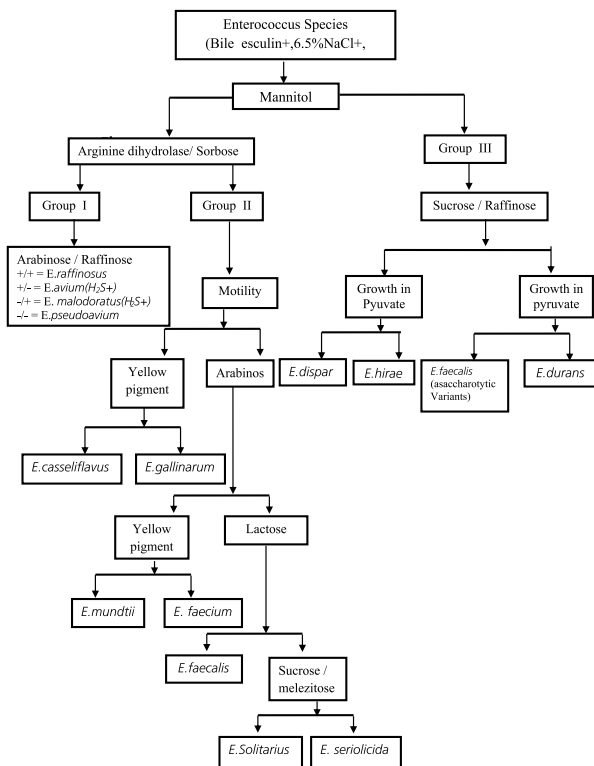 Enterococcus Species
(Bile esculin+,6.5%NaCl+,
Mannitol
Arginine dihydrolase/ Sorbose
Group III
Group I
Group II
Sucrose / Raffinose
Arabinose / Raffinose
+/+ = E.raffinosus
+/- = E.avium(H2S+)
-/+ = E. malodoratus(H2S+)
-/- = E.pseudoavium
Motility
Growth in
Pyuvate
Growth in
pyruvate
Yellow
pigment
Arabinos
E.dispar
E.hirae
E.faecalis
(asaccharotytic
Variants)
E.durans
E.casseliflavus
E.gallinarum
Yellow
pigment
Lactose
E.mundtii
E. faecium
E.faecalis
Sucrose /
melezitose
E.Solitarius
E. seriolicida